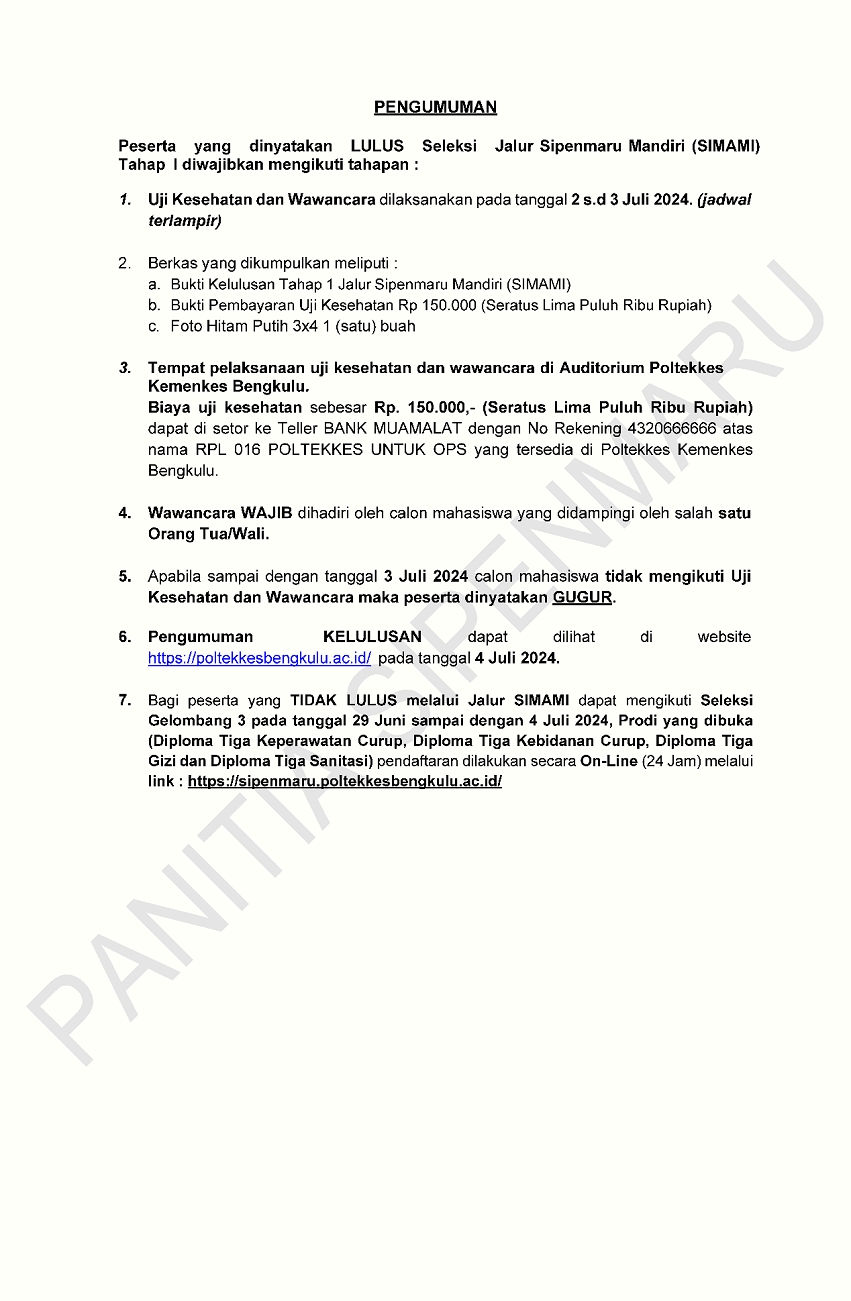 PENGUMUMAN
Peserta yang dinyatakan LULUS Seleksi Jalur Sipenmaru Mandiri (SIMAMI)
Tahap I diwajibkan mengikuti tahapan :
1. Uji Kesehatan dan Wawancara dilaksanakan pada tanggal 2 s.d 3 Juli 2024. (jadwal
terlampir)
2. Berkas yang dikumpulkan meliputi :
a. Bukti Kelulusan Tahap 1 Jalur Sipenmaru Mandiri (SIMAMI)
b. Bukti Pembayaran Uji Kesehatan Rp 150.000 (Seratus Lima Puluh Ribu Rupiah)
c. Foto Hitam Putih 3x4 1 (satu) buah
3. Tempat pelaksanaan uji kesehatan dan wawancara di Auditorium Poltekkes
Kemenkes Bengkulu.
Biaya uji kesehatan sebesar Rp. 150.000,- (Seratus Lima Puluh Ribu Rupiah)
dapat di setor ke Teller BANK MUAMALAT dengan No Rekening 4320666666 atas
nama RPL 016 POLTEKKES UNTUK OPS yang tersedia di Poltekkes Kemenkes
Bengkulu.
4. Wawancara WAJIB dihadiri oleh calon mahasiswa yang didampingi oleh salah satu
Orang Tua/Wali.
5. Apabila sampai dengan tanggal 3 Juli 2024 calon mahasiswa tidak mengikuti Uji
Kesehatan dan Wawancara maka peserta dinyatakan GUGUR.
6. Pengumuman KELULUSAN dapat dilihat di website
https://poltekkesbengkulu.ac.id/ pada tanggal 4 Juli 2024.
7. Bagi peserta yang TIDAK LULUS melalui Jalur SIMAMI dapat mengikuti Seleksi
Gelombang 3 pada tanggal 29 Juni sampai dengan 4 Juli 2024, Prodi yang dibuka
(Diploma Tiga Keperawatan Curup, Diploma Tiga Kebidanan Curup, Diploma Tiga
Gizi dan Diploma Tiga Sanitasi) pendaftaran dilakukan secara On-Line (24 Jam) melalui
link : https://sipenmaru.poltekkesbengkulu.ac.id/
PANITIA SIPENMARU